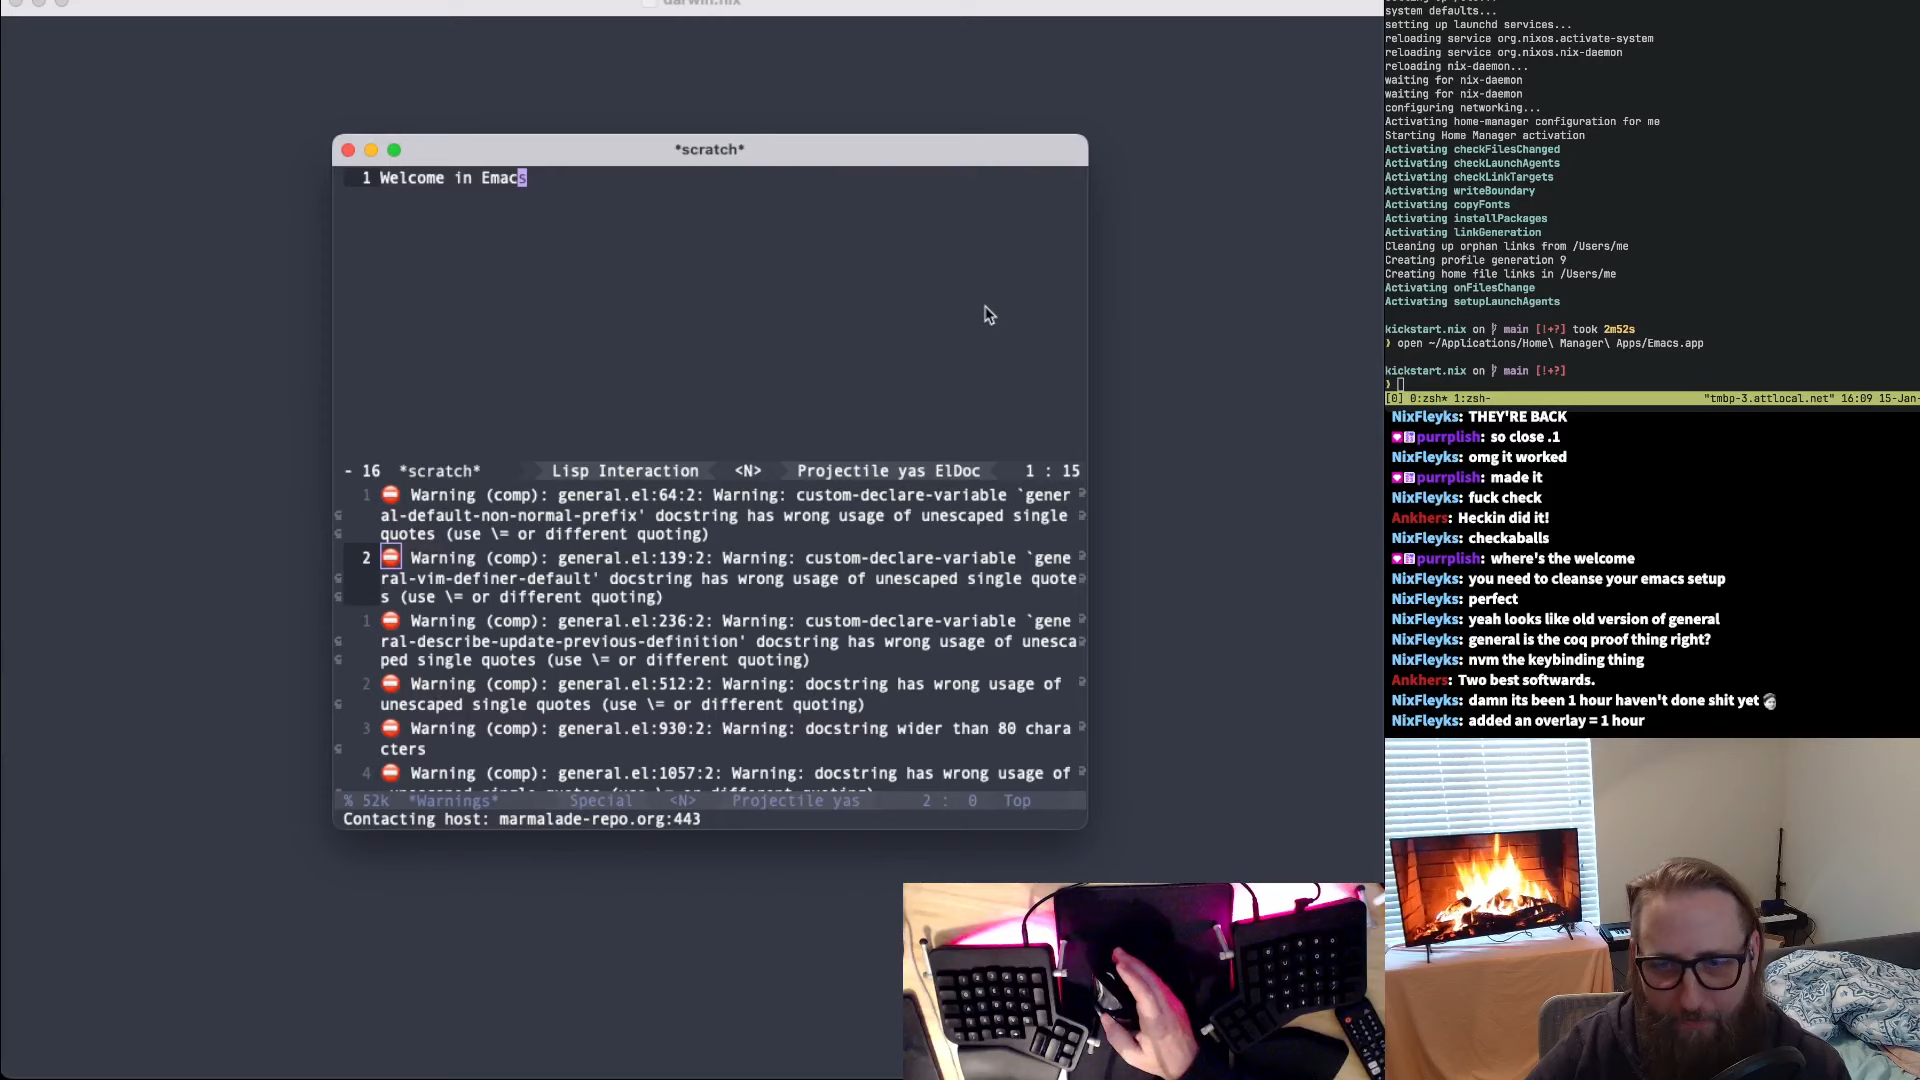 darwin.nix
*scratch*
1 Welcome in Emacs
- 16 *scratch* Lisp Interaction <N> Projectile yas ElDoc 1 : 15
1 ⛔ Warning (comp): general.el:64:2: Warning: custom-declare-variable `gener
al-default-non-normal-prefix' docstring has wrong usage of unescaped single
quotes (use \= or different quoting)
2 ⛔ Warning (comp): general.el:139:2: Warning: custom-declare-variable `gene
ral-vim-definer-default' docstring has wrong usage of unescaped single quote
s (use \= or different quoting)
1 ⛔ Warning (comp): general.el:236:2: Warning: custom-declare-variable `gene
ral-describe-update-previous-definition' docstring has wrong usage of unesca
ped single quotes (use \= or different quoting)
2 ⛔ Warning (comp): general.el:512:2: Warning: docstring has wrong usage of
unescaped single quotes (use \= or different quoting)
3 ⛔ Warning (comp): general.el:930:2: Warning: docstring wider than 80 chara
cters
4 ⛔ Warning (comp): general.el:1057:2: Warning: docstring has wrong usage of
% 52k *Warnings* Special <N> Projectile yas 2 : 0 Top
Contacting host: marmalade-repo.org:443
system defaults...
setting up launchd services...
reloading service org.nixos.activate-system
reloading service org.nixos.nix-daemon
reloading nix-daemon...
waiting for nix-daemon
waiting for nix-daemon
configuring networking...
Activating home-manager configuration for me
Starting Home Manager activation
Activating checkFilesChanged
Activating checkLaunchAgents
Activating checkLinkTargets
Activating writeBoundary
Activating copyFonts
Activating installPackages
Activating linkGeneration
Cleaning up orphan links from /Users/me
Creating profile generation 9
Creating home file links in /Users/me
Activating onFilesChange
Activating setupLaunchAgents
kickstart.nix on main [!+?] took 2m52s
❯ open ~/Applications/Home\ Manager\ Apps/Emacs.app
kickstart.nix on main [!+?]
❯
[0] 0:zsh* 1:zsh- "tmbp-3.attlocal.net" 16:09 15-Jan-
NixFleyks: THEY'RE BACK
purrplish: so close .1
NixFleyks: omg it worked
purrplish: made it
NixFleyks: fuck check
Ankhers: Heckin did it!
NixFleyks: checkaballs
purrplish: where's the welcome
NixFleyks: you need to cleanse your emacs setup
NixFleyks: perfect
NixFleyks: yeah looks like old version of general
NixFleyks: general is the coq proof thing right?
NixFleyks: nvm the keybinding thing
Ankhers: Two best softwards.
NixFleyks: damn its been 1 hour haven't done shit yet
NixFleyks: added an overlay = 1 hour